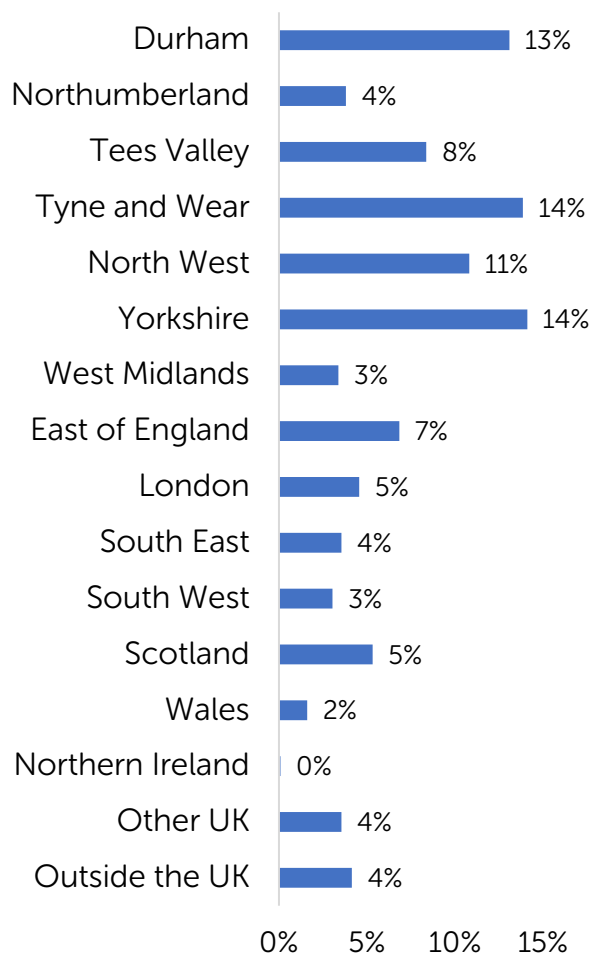 Durham 13%
Northumberland 4%
Tees Valley 8%
Tyne and Wear 14%
North West 11%
Yorkshire 14%
West Midlands 3%
East of England 7%
London 5%
South East 4%
South West 3%
Scotland 5%
Wales 2%
Northern Ireland 0%
Other UK 4%
Outside the UK 4%
0% 5% 10% 15%